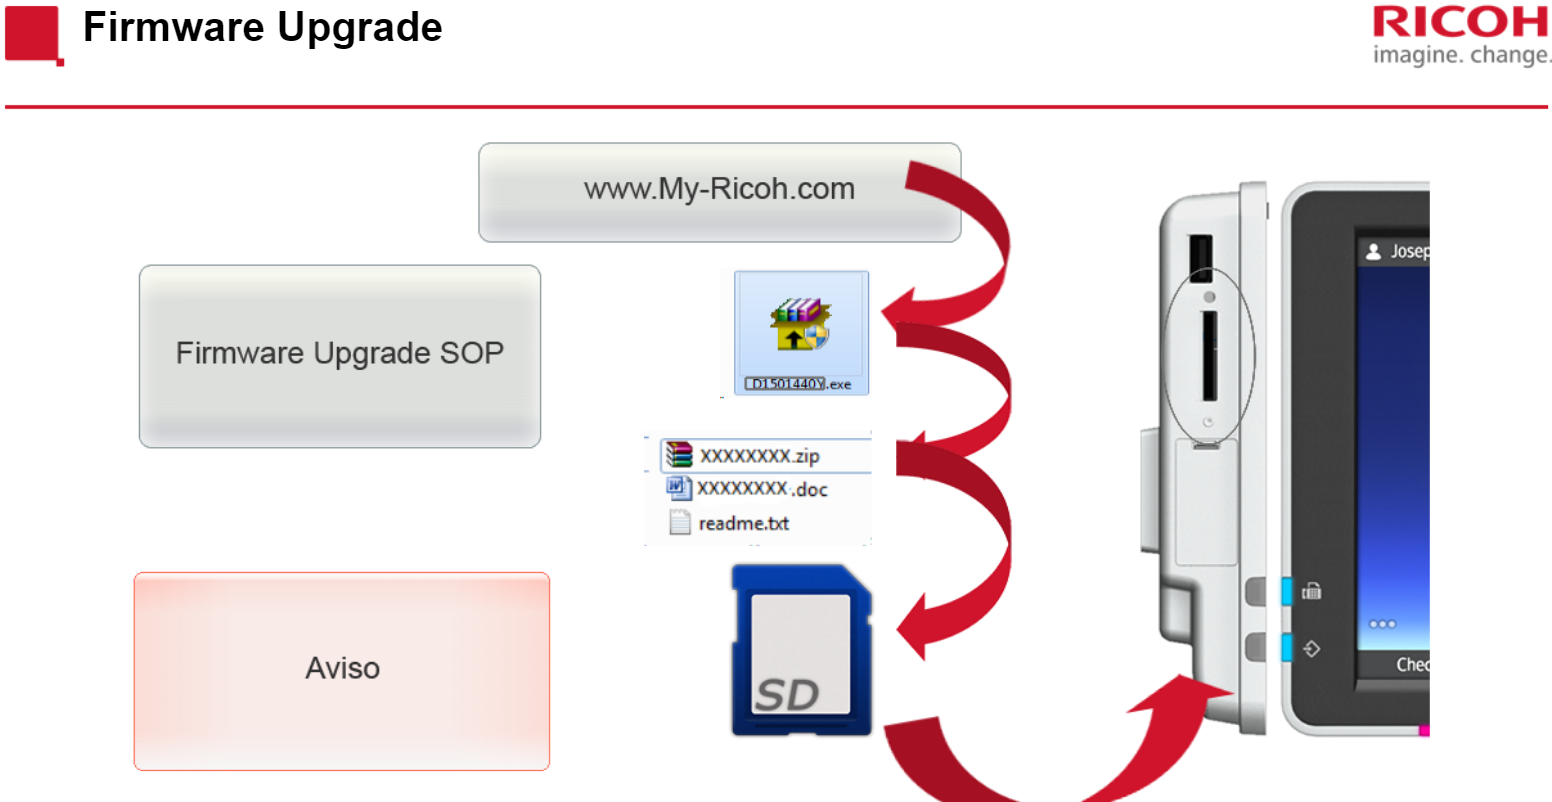 Firmware Upgrade
RICOH
imagine. change.
www.My-Ricoh.com
Firmware Upgrade SOP
D1501440Y.exe
XXXXXXXX.zip
XXXXXXXX .doc
readme.txt
Aviso
SD
Josep
Chec